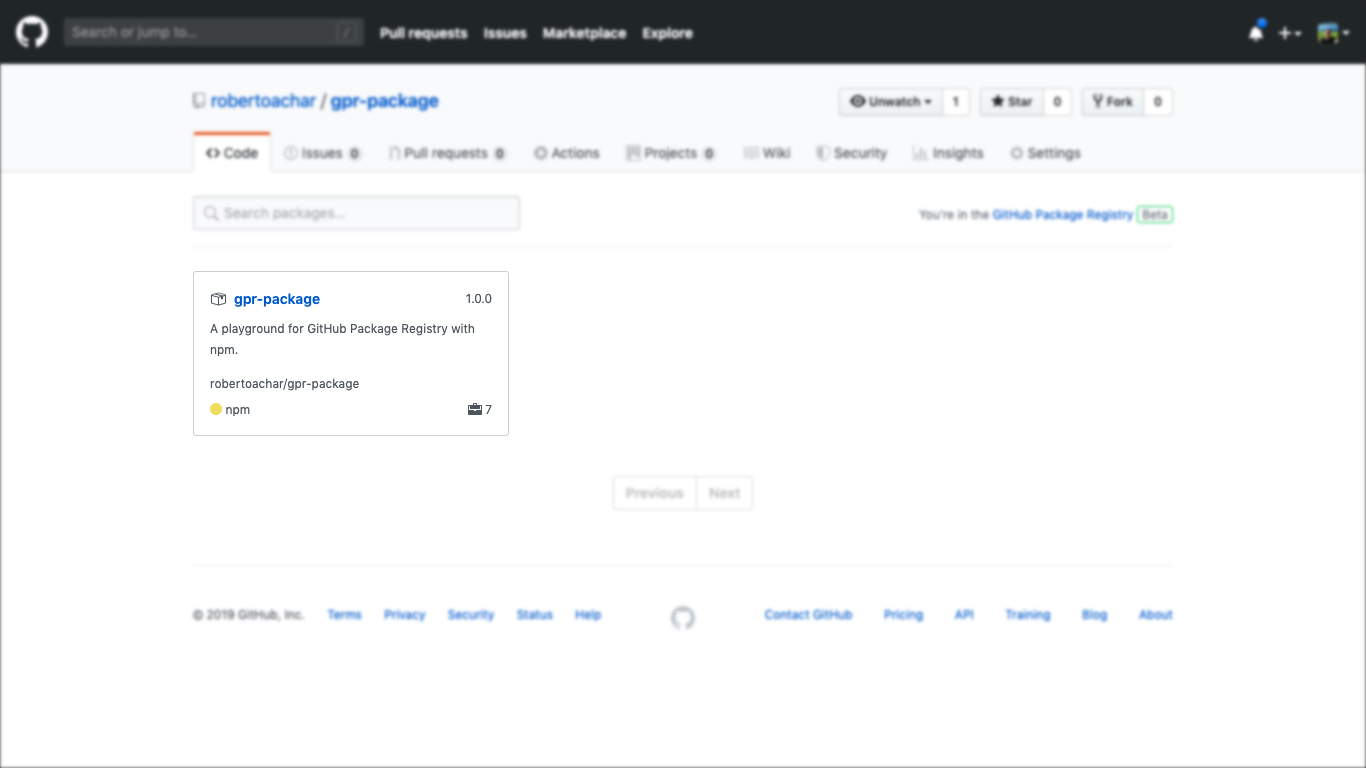 Search or jump to... /
Pull requests Issues Marketplace Explore
robertoachar / gpr-package
Unwatch 1 Star 0 Fork 0
Code Issues 0 Pull requests 0 Actions Projects 0 Wiki Security Insights Settings
Search packages...
You're in the GitHub Package Registry Beta
gpr-package 1.0.0
A playground for GitHub Package Registry with
npm.
robertoachar/gpr-package
npm 7
Previous Next
© 2019 GitHub, Inc. Terms Privacy Security Status Help Contact GitHub Pricing API Training Blog About